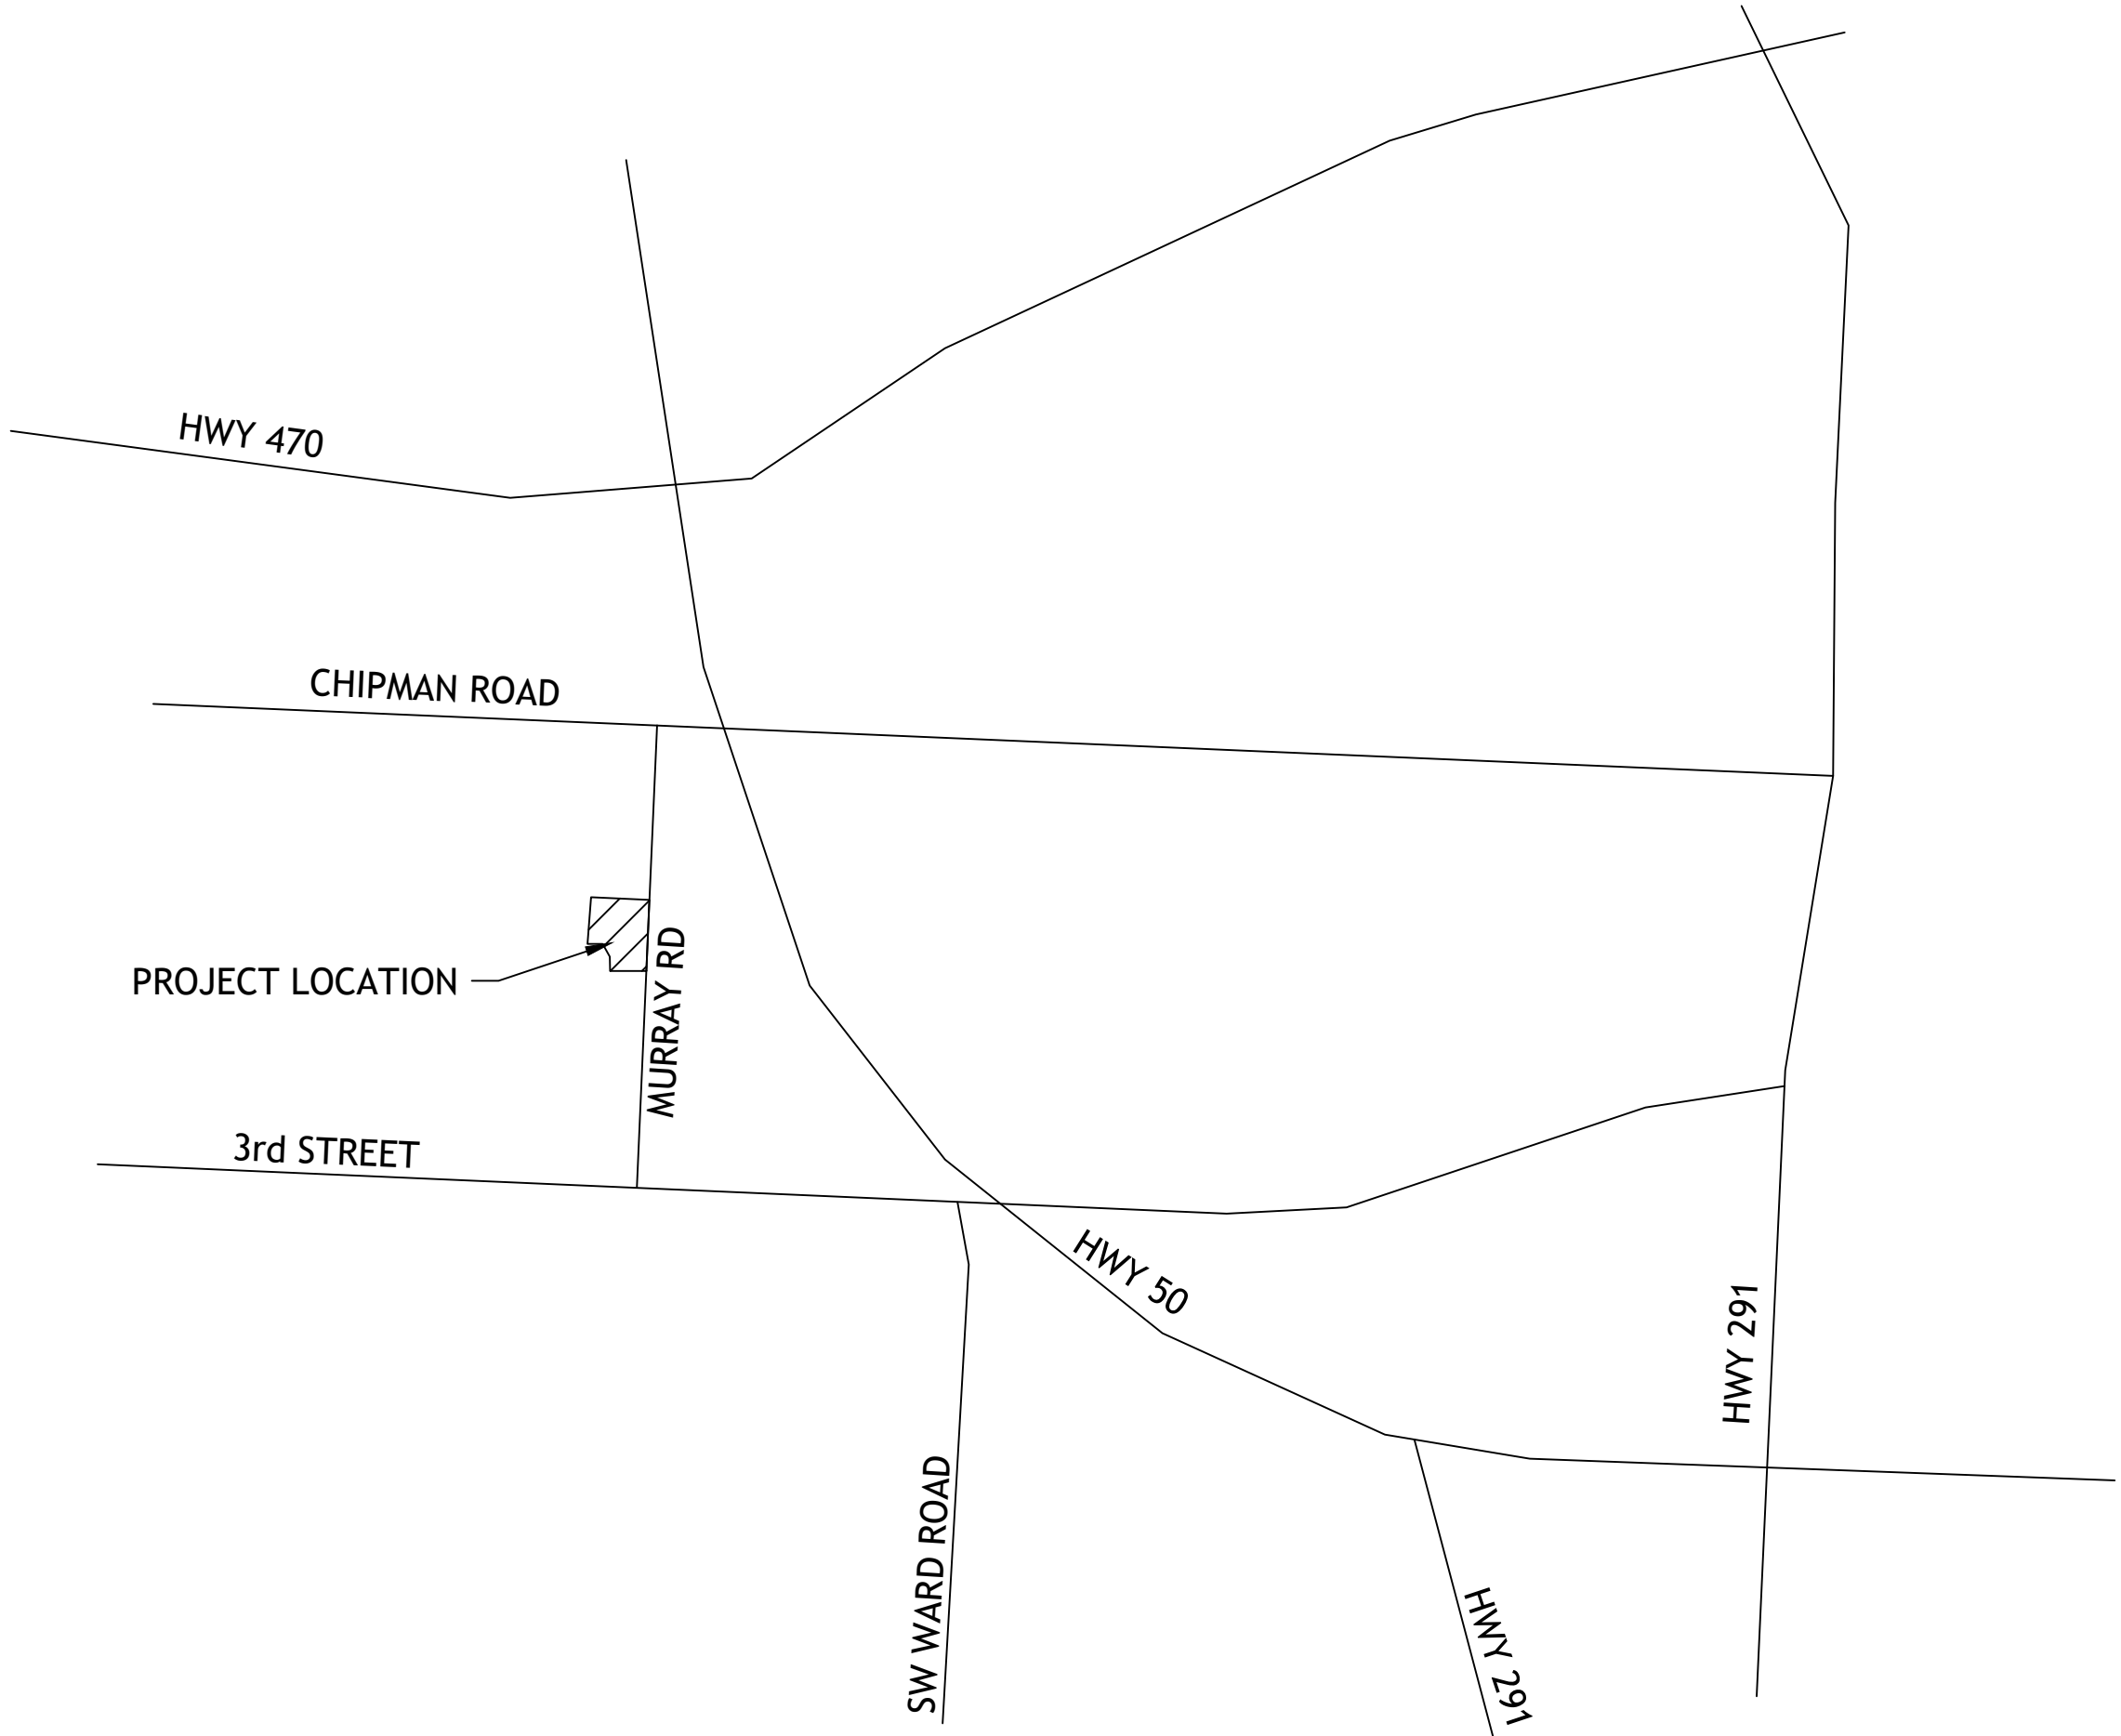 HWY 470
CHIPMAN ROAD
PROJECT LOCATION
MURRAY RD
3rd STREET
HWY 50
HWY 291
SW WARD ROAD
HWY 291